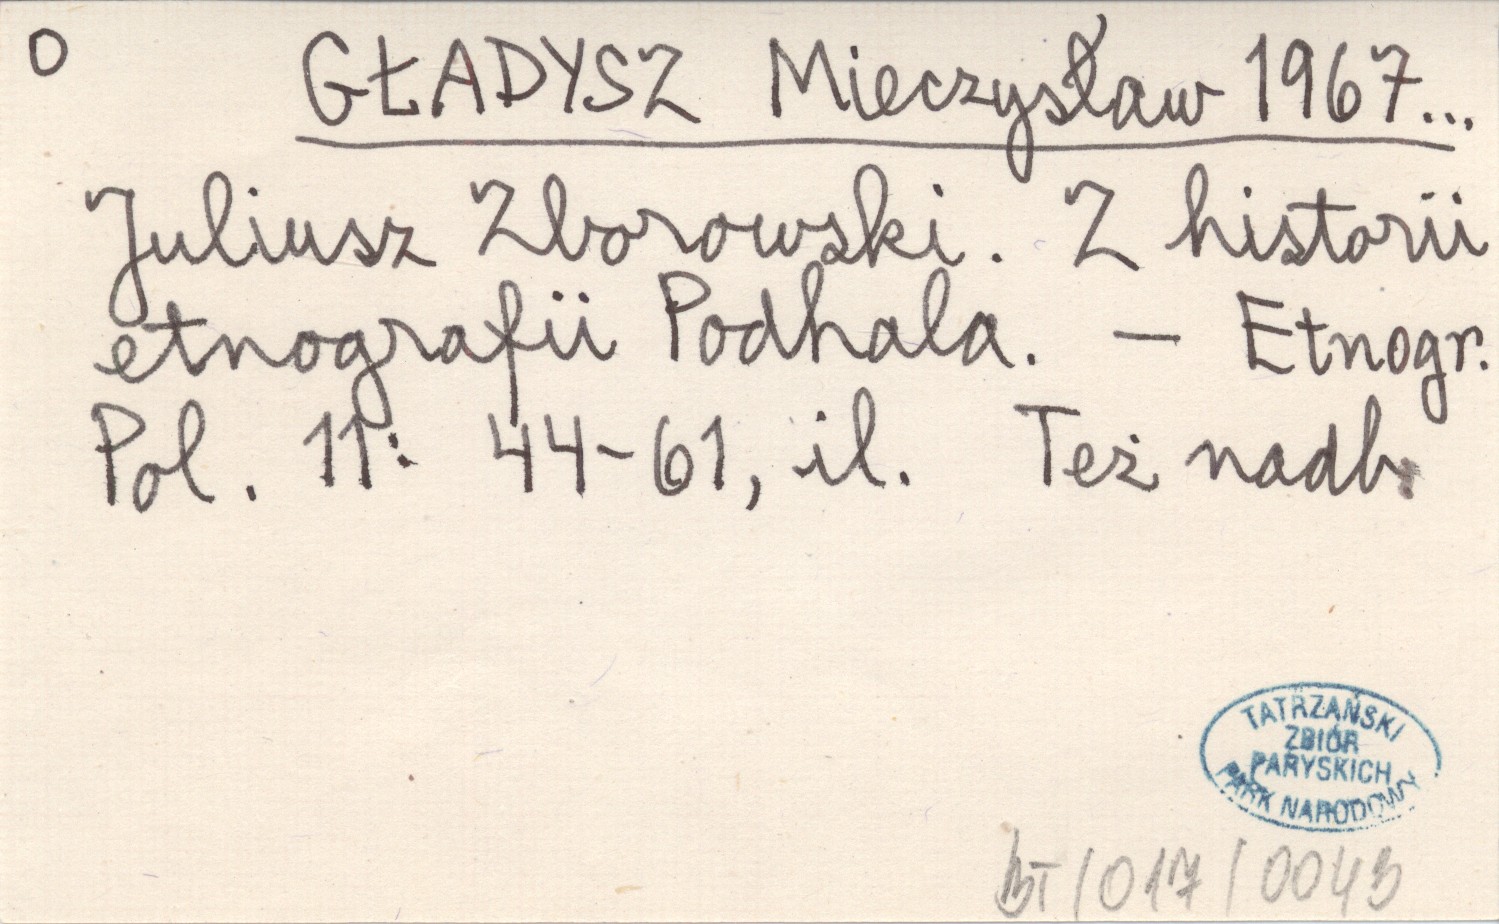 O GŁADYSZ Mieczysław 1967...
Juliusz Zborowski. Z historii
etnografii Podhala. — Etnogr.
Pol. 11: 44-61, il. Też nadb.
TATRZAŃSKI
ZBIÓR
PARYSKICH
PARK NARODOWY
BT/017/0043